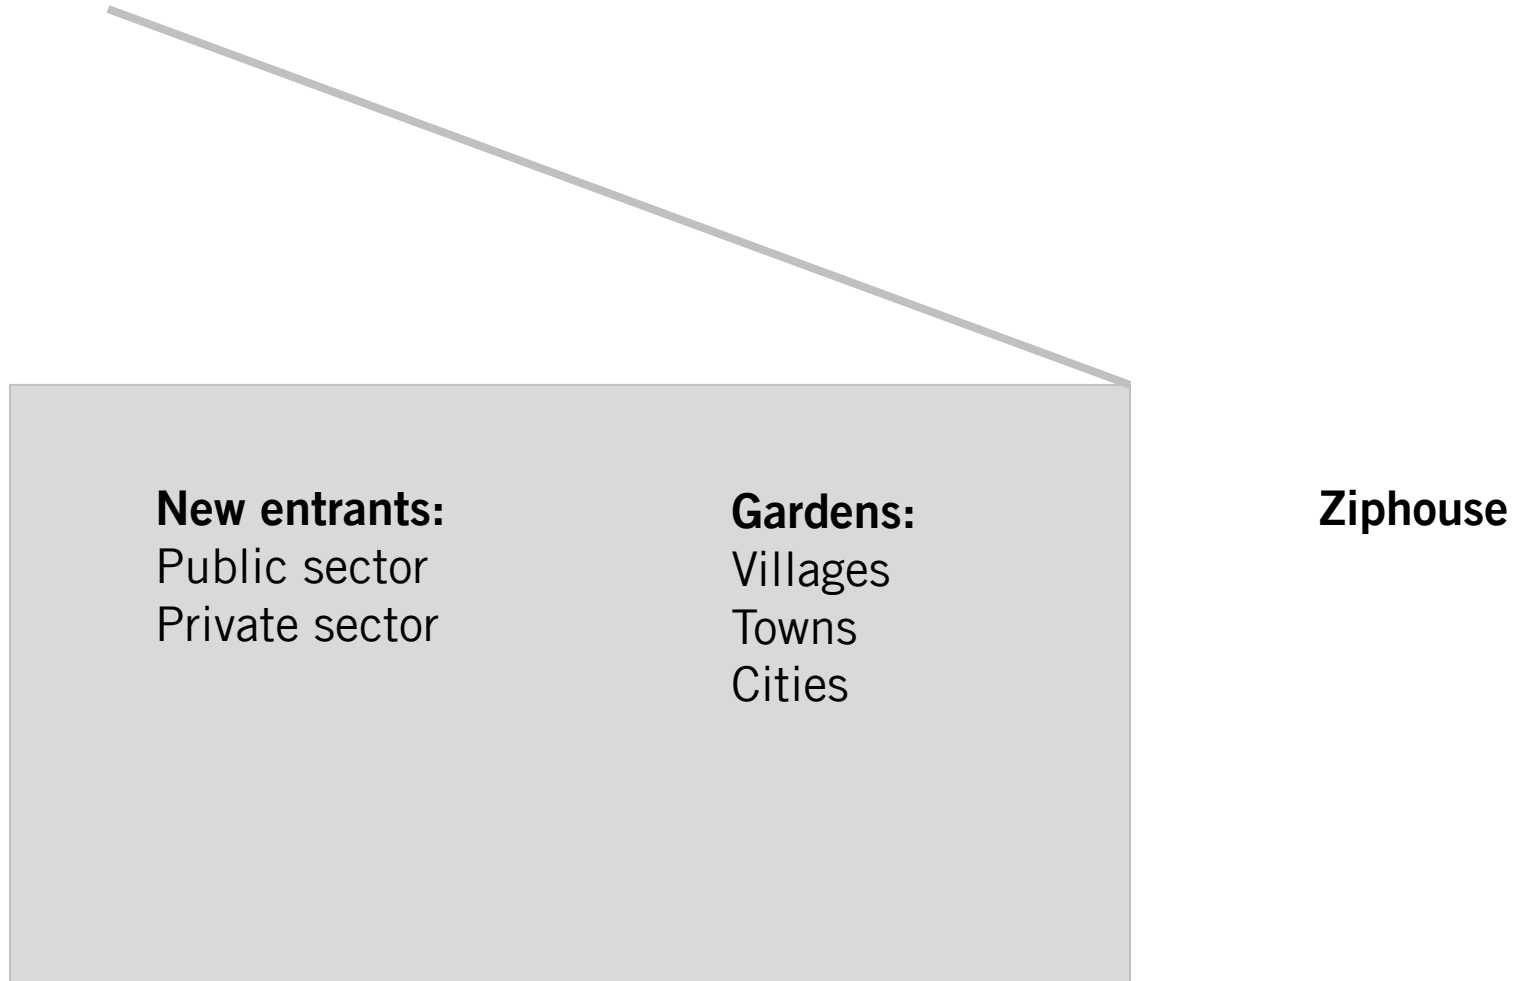 New entrants:
Public sector
Private sector
Gardens:
Villages
Towns
Cities
Ziphouse